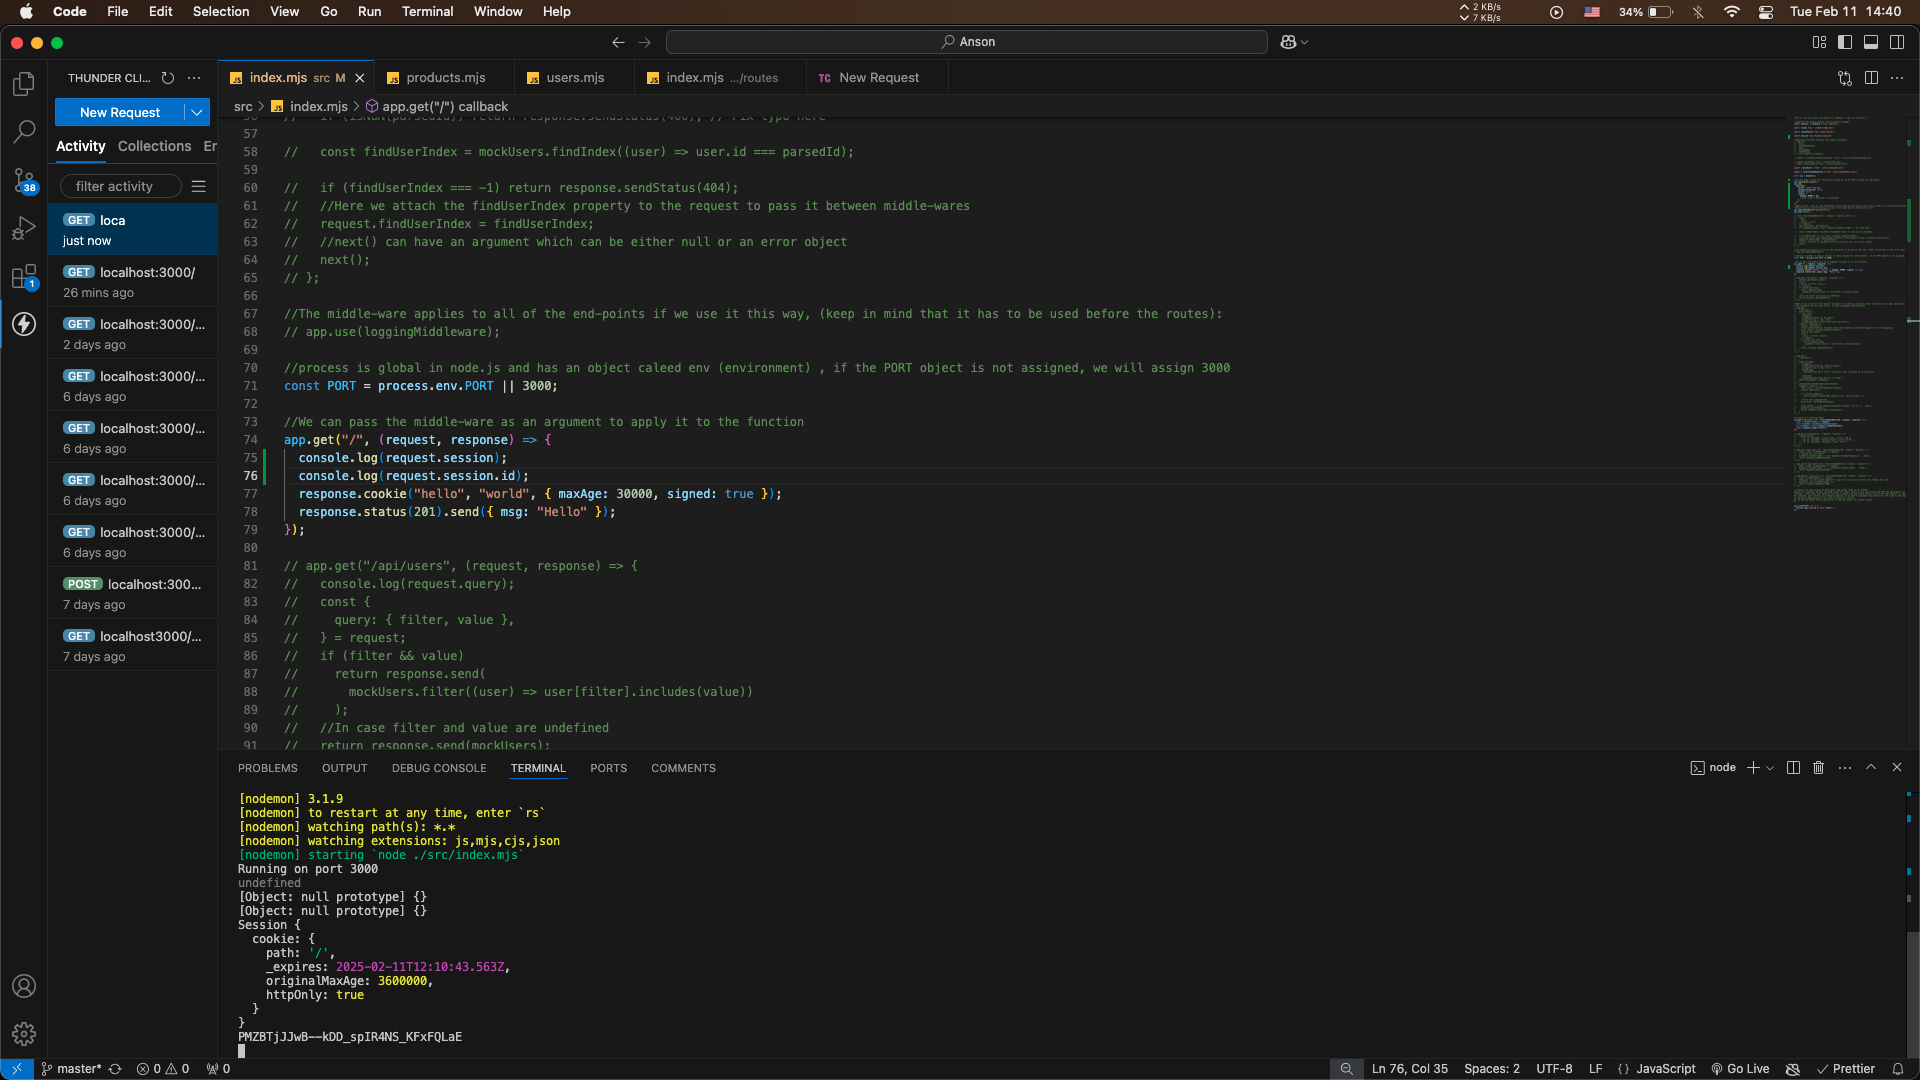 Code File Edit Selection View Go Run Terminal Window Help
2 KB/s
7 KB/s
34%
Tue Feb 11 14:40
Anson
THUNDER CLI...
index.mjs src M
products.mjs
users.mjs
index.mjs .../routes
TC New Request
New Request
src > index.mjs > app.get("/") callback
Activity Collections En
filter activity
38
1
GET loca
just now
GET localhost:3000/
26 mins ago
GET localhost:3000/...
2 days ago
GET localhost:3000/...
6 days ago
GET localhost:3000/...
6 days ago
GET localhost:3000/...
6 days ago
GET localhost:3000/...
6 days ago
POST localhost:300...
7 days ago
GET localhost3000/...
7 days ago
57
58 //   const findUserIndex = mockUsers.findIndex((user) => user.id === parsedId);
59
60 //   if (findUserIndex === -1) return response.sendStatus(404);
61 //   //Here we attach the findUserIndex property to the request to pass it between middle-wares
62 //   request.findUserIndex = findUserIndex;
63 //   //next() can have an argument which can be either null or an error object
64 //   next();
65 // };
66
67 //The middle-ware applies to all of the end-points if we use it this way, (keep in mind that it has to be used before the routes):
68 // app.use(loggingMiddleware);
69
70 //process is global in node.js and has an object caleed env (environment) , if the PORT object is not assigned, we will assign 3000
71 const PORT = process.env.PORT || 3000;
72
73 //We can pass the middle-ware as an argument to apply it to the function
74 app.get("/", (request, response) => {
75   console.log(request.session);
76   console.log(request.session.id);
77   response.cookie("hello", "world", { maxAge: 30000, signed: true });
78   response.status(201).send({ msg: "Hello" });
79 });
80
81 // app.get("/api/users", (request, response) => {
82 //   console.log(request.query);
83 //   const {
84 //     query: { filter, value },
85 //   } = request;
86 //   if (filter && value)
87 //     return response.send(
88 //       mockUsers.filter((user) => user[filter].includes(value))
89 //     );
90 //   //In case filter and value are undefined
91 //   return response.send(mockUsers);
PROBLEMS OUTPUT DEBUG CONSOLE TERMINAL PORTS COMMENTS
node
[nodemon] 3.1.9
[nodemon] to restart at any time, enter `rs`
[nodemon] watching path(s): *.*
[nodemon] watching extensions: js,mjs,cjs,json
[nodemon] starting `node ./src/index.mjs`
Running on port 3000
undefined
[Object: null prototype] {}
[Object: null prototype] {}
Session {
  cookie: {
    path: '/',
    _expires: 2025-02-11T12:10:43.563Z,
    originalMaxAge: 3600000,
    httpOnly: true
  }
}
PMZBTjJJwB--kDD_spIR4NS_KFxFQLaE
master* 0 0 0
Ln 76, Col 35 Spaces: 2 UTF-8 LF {} JavaScript Go Live Prettier